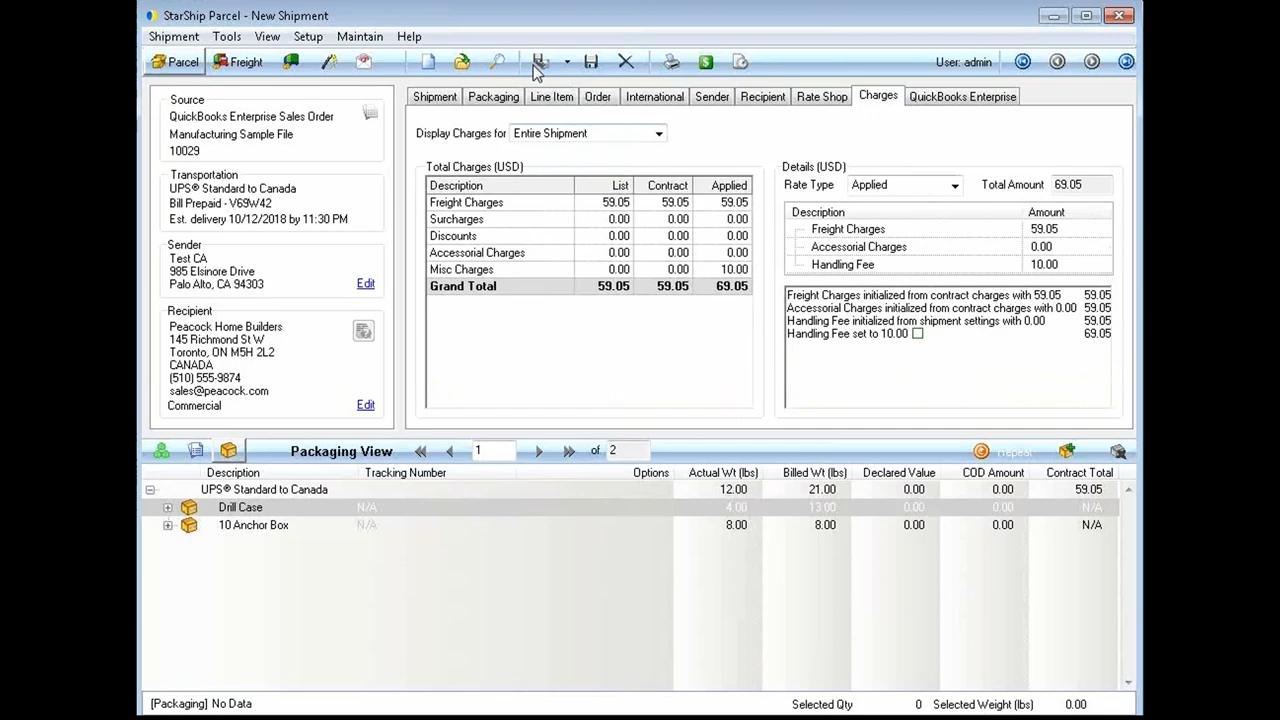 StarShip Parcel - New Shipment
Shipment Tools View Setup Maintain Help
Parcel Freight User: admin
Source
QuickBooks Enterprise Sales Order
Manufacturing Sample File
10029
Transportation
UPS® Standard to Canada
Bill Prepaid - V69W42
Est. delivery 10/12/2018 by 11:30 PM
Sender
Test CA
985 Elsinore Drive
Palo Alto, CA 94303 Edit
Recipient
Peacock Home Builders
145 Richmond St W
Toronto, ON M5H 2L2
CANADA
(510) 555-9874
sales@peacock.com
Commercial Edit
Shipment Packaging Line Item Order International Sender Recipient Rate Shop Charges QuickBooks Enterprise
Display Charges for Entire Shipment
Total Charges (USD)
Description List Contract Applied
Freight Charges 59.05 59.05 59.05
Surcharges 0.00 0.00 0.00
Discounts 0.00 0.00 0.00
Accessorial Charges 0.00 0.00 0.00
Misc Charges 0.00 0.00 10.00
Grand Total 59.05 59.05 69.05
Details (USD)
Rate Type Applied Total Amount 69.05
Description Amount
Freight Charges 59.05
Accessorial Charges 0.00
Handling Fee 10.00
Freight Charges initialized from contract charges with 59.05 59.05
Accessorial Charges initialized from contract charges with 0.00 59.05
Handling Fee initialized from shipment settings with 0.00 59.05
Handling Fee set to 10.00 69.05
Packaging View 1 of 2 repeat
Description Tracking Number Options Actual Wt (lbs) Billed Wt (lbs) Declared Value COD Amount Contract Total
UPS® Standard to Canada 12.00 21.00 0.00 0.00 59.05
Drill Case N/A 4.00 13.00 0.00 0.00 N/A
10 Anchor Box N/A 8.00 8.00 0.00 0.00 N/A
[Packaging] No Data Selected Qty 0 Selected Weight (lbs) 0.00